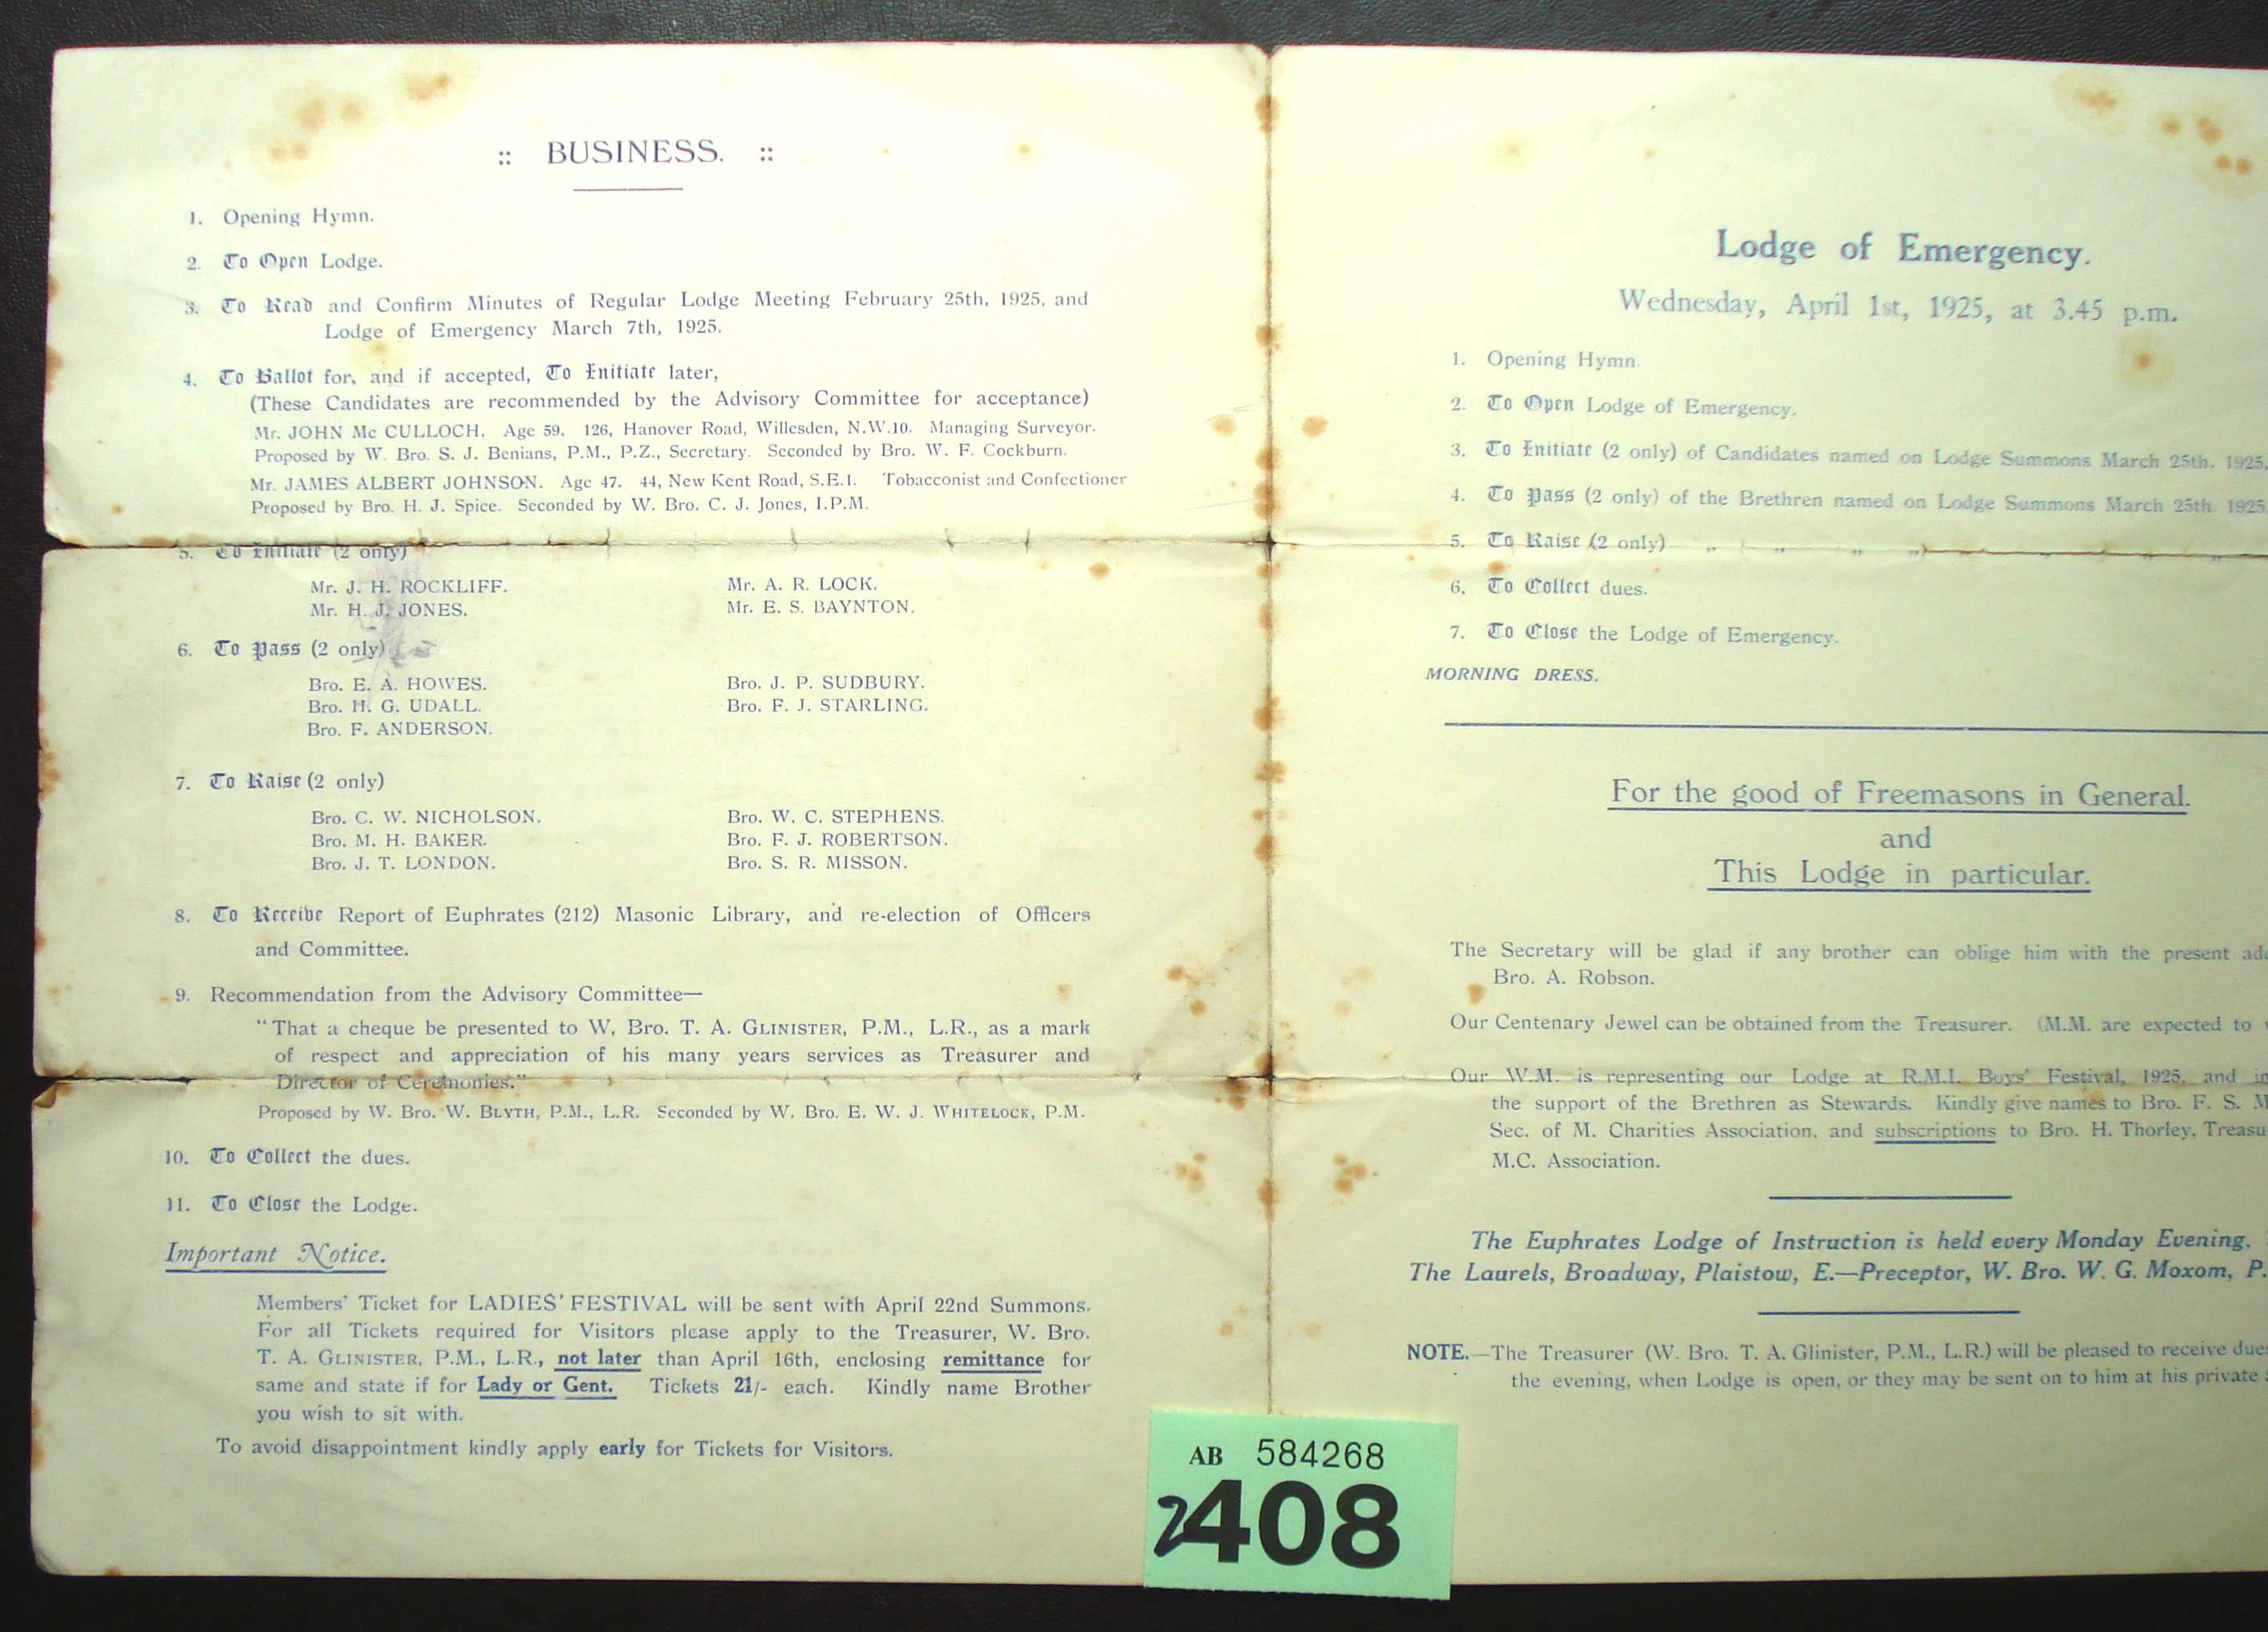 :: BUSINESS. ::
1. Opening Hymn.
2. To Open Lodge.
3. To Read and Confirm Minutes of Regular Lodge Meeting February 25th, 1925, and
Lodge of Emergency March 7th, 1925.
4. To Ballot for, and if accepted, To Initiate later,
(These Candidates are recommended by the Advisory Committee for acceptance)
Mr. JOHN Mc CULLOCH. Age 59. 126, Hanover Road, Willesden, N.W.10. Managing Surveyor.
Proposed by W. Bro. S. J. Benians, P.M., P.Z., Secretary. Seconded by Bro. W. F. Cockburn.
Mr. JAMES ALBERT JOHNSON. Age 47. 44, New Kent Road, S.E.1. Tobacconist and Confectioner
Proposed by Bro. H. J. Spice. Seconded by W. Bro. C. J. Jones, I.P.M.
5. To Initiate (2 only)
Mr. J. H. ROCKLIFF. Mr. A. R. LOCK.
Mr. H. J. JONES. Mr. E. S. BAYNTON.
6. To Pass (2 only)
Bro. E. A. HOWES. Bro. J. P. SUDBURY.
Bro. H. G. UDALL. Bro. F. J. STARLING.
Bro. F. ANDERSON.
7. To Raise (2 only)
Bro. C. W. NICHOLSON. Bro. W. C. STEPHENS.
Bro. M. H. BAKER. Bro. F. J. ROBERTSON.
Bro. J. T. LONDON. Bro. S. R. MISSON.
8. To Receive Report of Euphrates (212) Masonic Library, and re-election of Officers
and Committee.
9. Recommendation from the Advisory Committee—
"That a cheque be presented to W, Bro. T. A. GLINISTER, P.M., L.R., as a mark
of respect and appreciation of his many years services as Treasurer and
Director of Ceremonies."
Proposed by W. Bro. W. BLYTH, P.M., L.R. Seconded by W. Bro. E. W. J. WHITELOCK, P.M.
10. To Collect the dues.
11. To Close the Lodge.
Important Notice.
Members' Ticket for LADIES' FESTIVAL will be sent with April 22nd Summons.
For all Tickets required for Visitors please apply to the Treasurer, W. Bro.
T. A. GLINISTER, P.M., L.R., not later than April 16th, enclosing remittance for
same and state if for Lady or Gent. Tickets 21/- each. Kindly name Brother
you wish to sit with.
To avoid disappointment kindly apply early for Tickets for Visitors.
Lodge of Emergency.
Wednesday, April 1st, 1925, at 3.45 p.m.
1. Opening Hymn.
2. To Open Lodge of Emergency.
3. To Initiate (2 only) of Candidates named on Lodge Summons March 25th. 1925.
4. To Pass (2 only) of the Brethren named on Lodge Summons March 25th 1925
5. To Raise (2 only) „ „ „ „ „ „
6. To Collect dues.
7. To Close the Lodge of Emergency.
MORNING DRESS.
For the good of Freemasons in General.
and
This Lodge in particular.
The Secretary will be glad if any brother can oblige him with the present
Bro. A. Robson.
Our Centenary Jewel can be obtained from the Treasurer. (M.M. are expected to
Our W.M. is representing our Lodge at R.M.I. Boys' Festival, 1925, and
the support of the Brethren as Stewards. Kindly give names to Bro. F. S.
Sec. of M. Charities Association. and subscriptions to Bro. H. Thorley,
M.C. Association.
The Euphrates Lodge of Instruction is held every Monday Evening,
The Laurels, Broadway, Plaistow, E.—Preceptor, W. Bro. W. G. Moxom, P.
NOTE.—The Treasurer (W. Bro. T. A. Glinister, P.M., L.R.) will be pleased to receive
the evening, when Lodge is open, or they may be sent on to him at his private
AB 584268
2408